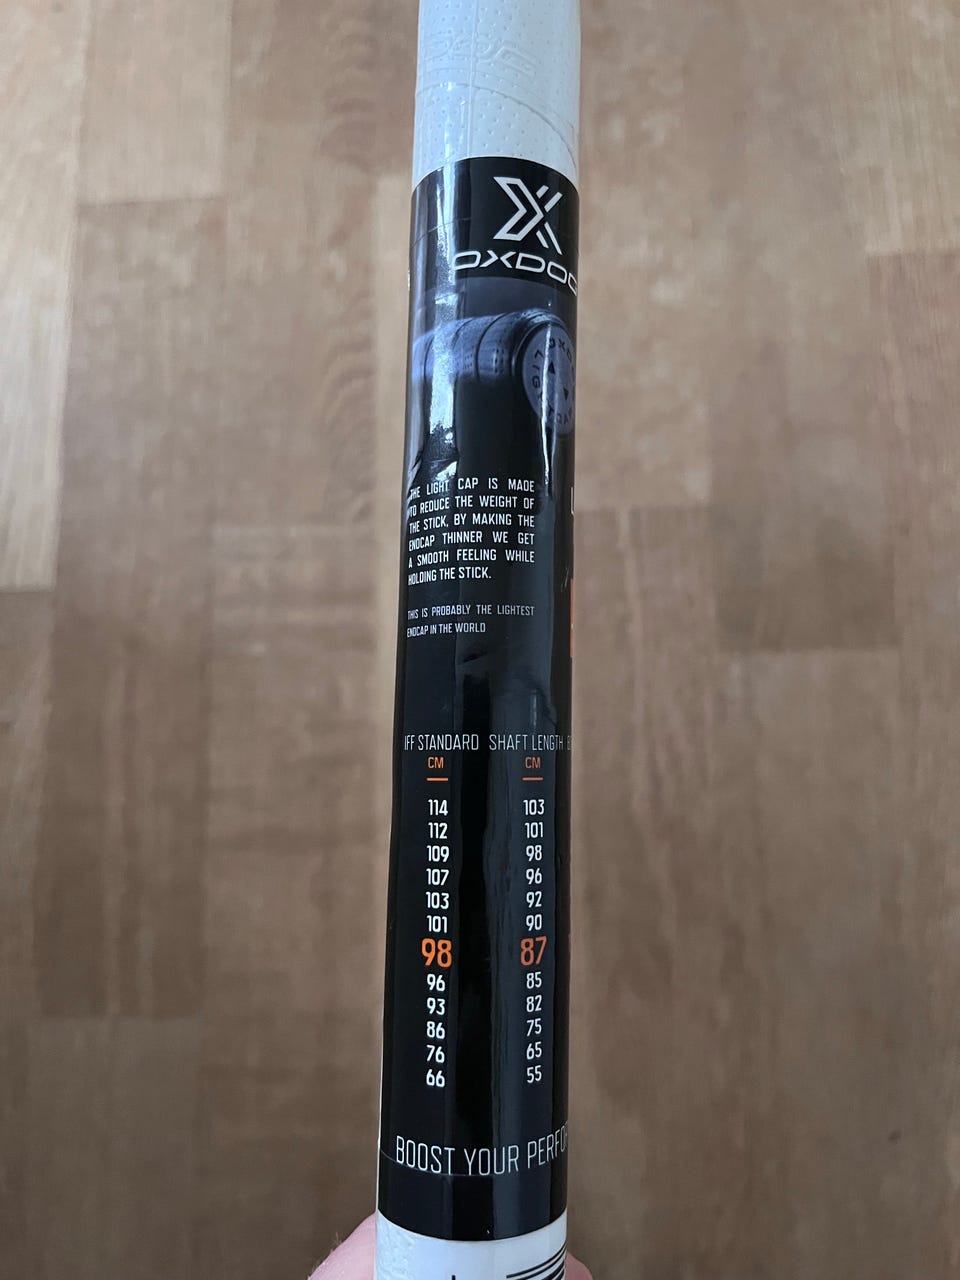 OXDOG
THE LIGHT CAP IS MADE
TO REDUCE THE WEIGHT OF
THE STICK, BY MAKING THE
ENDCAP THINNER WE GET
A SMOOTH FEELING WHILE
HOLDING THE STICK.
THIS IS PROBABLY THE LIGHTEST
ENDCAP IN THE WORLD
IFF STANDARD SHAFT LENGTH
CM CM
114 103
112 101
109 98
107 96
103 92
101 90
98 87
96 85
93 82
86 75
76 65
66 55
BOOST YOUR PERFO